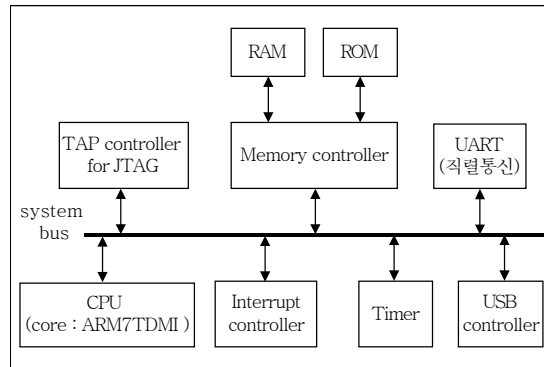 RAM
ROM
TAP controller
for JTAG
Memory controller
UART
(직렬통신)
system
bus
CPU
(core : ARM7TDMI )
Interrupt
controller
Timer
USB
controller